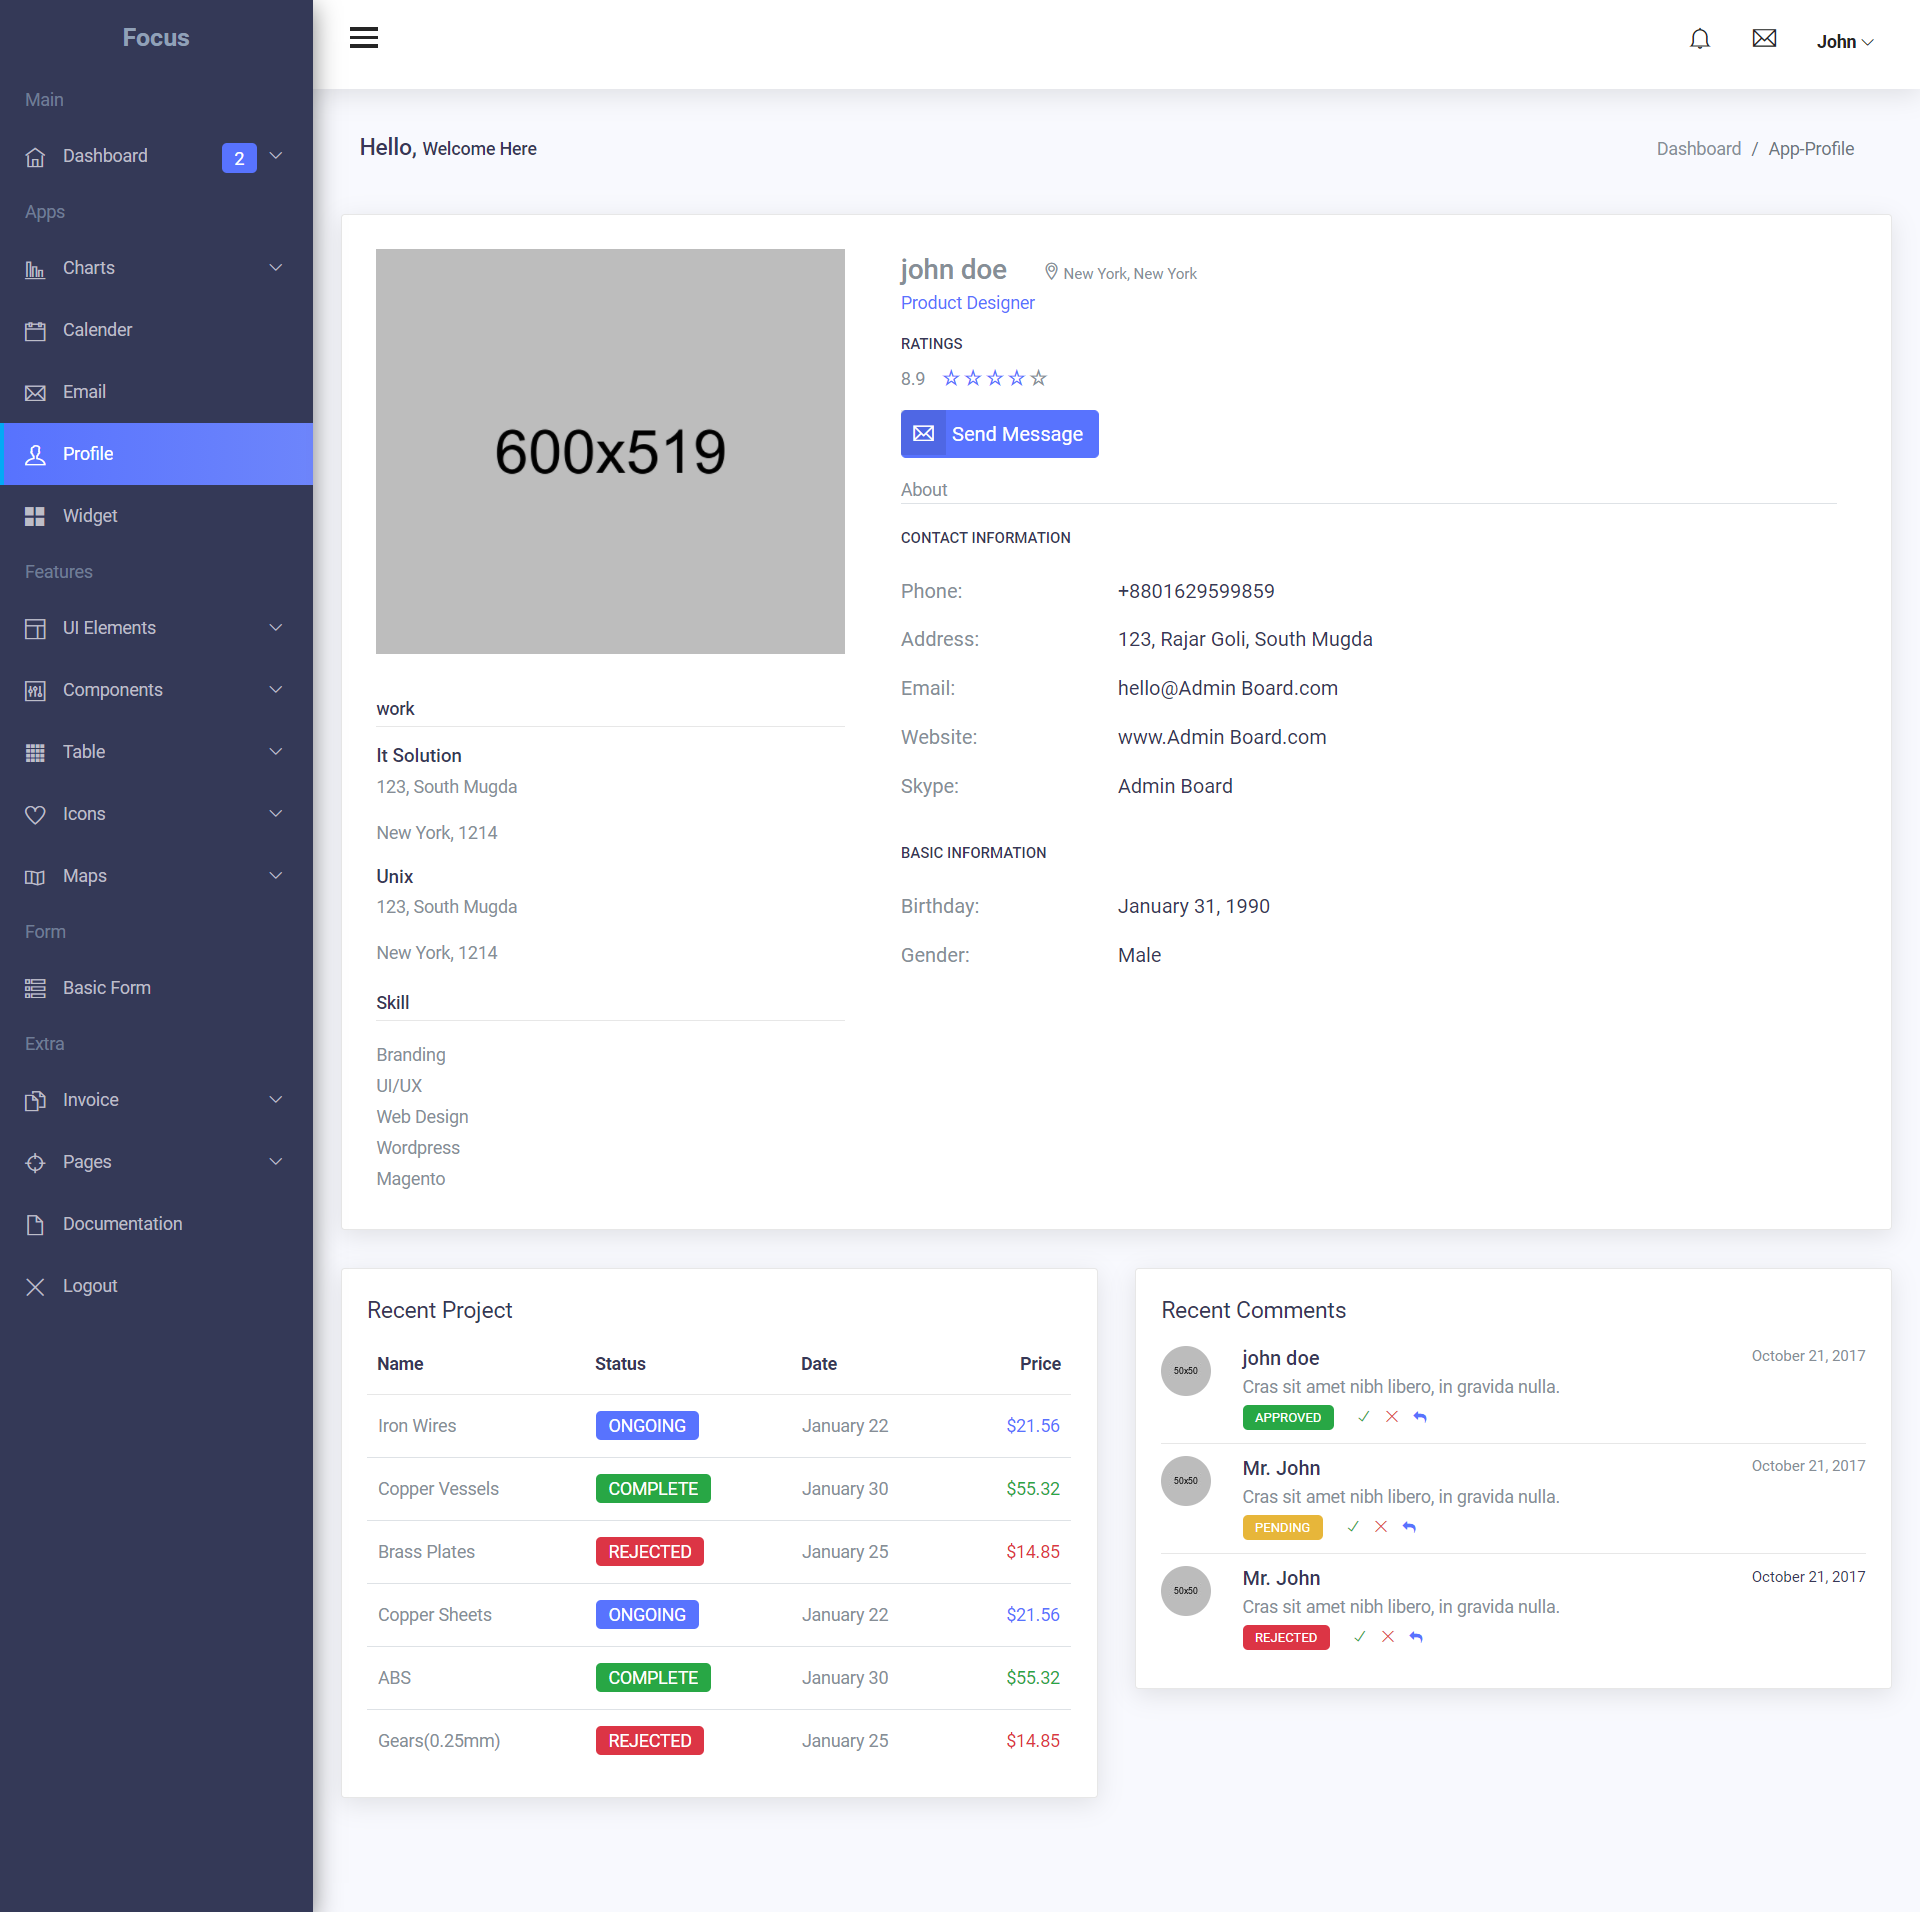 Focus
Main
Dashboard 2
Apps
Charts
Calender
Email
Profile
Widget
Features
UI Elements
Components
Table
Icons
Maps
Form
Basic Form
Extra
Invoice
Pages
Documentation
Logout
John
Hello, Welcome Here
Dashboard / App-Profile
600x519
work
It Solution
123, South Mugda
New York, 1214
Unix
123, South Mugda
New York, 1214
Skill
Branding
UI/UX
Web Design
Wordpress
Magento
john doe New York, New York
Product Designer
RATINGS
8.9
Send Message
About
CONTACT INFORMATION
Phone: +8801629599859
Address: 123, Rajar Goli, South Mugda
Email: hello@Admin Board.com
Website: www.Admin Board.com
Skype: Admin Board
BASIC INFORMATION
Birthday: January 31, 1990
Gender: Male
Recent Project
Name Status Date Price
Iron Wires ONGOING January 22 $21.56
Copper Vessels COMPLETE January 30 $55.32
Brass Plates REJECTED January 25 $14.85
Copper Sheets ONGOING January 22 $21.56
ABS COMPLETE January 30 $55.32
Gears(0.25mm) REJECTED January 25 $14.85
Recent Comments
50x50
john doe October 21, 2017
Cras sit amet nibh libero, in gravida nulla.
APPROVED
50x50
Mr. John October 21, 2017
Cras sit amet nibh libero, in gravida nulla.
PENDING
50x50
Mr. John October 21, 2017
Cras sit amet nibh libero, in gravida nulla.
REJECTED